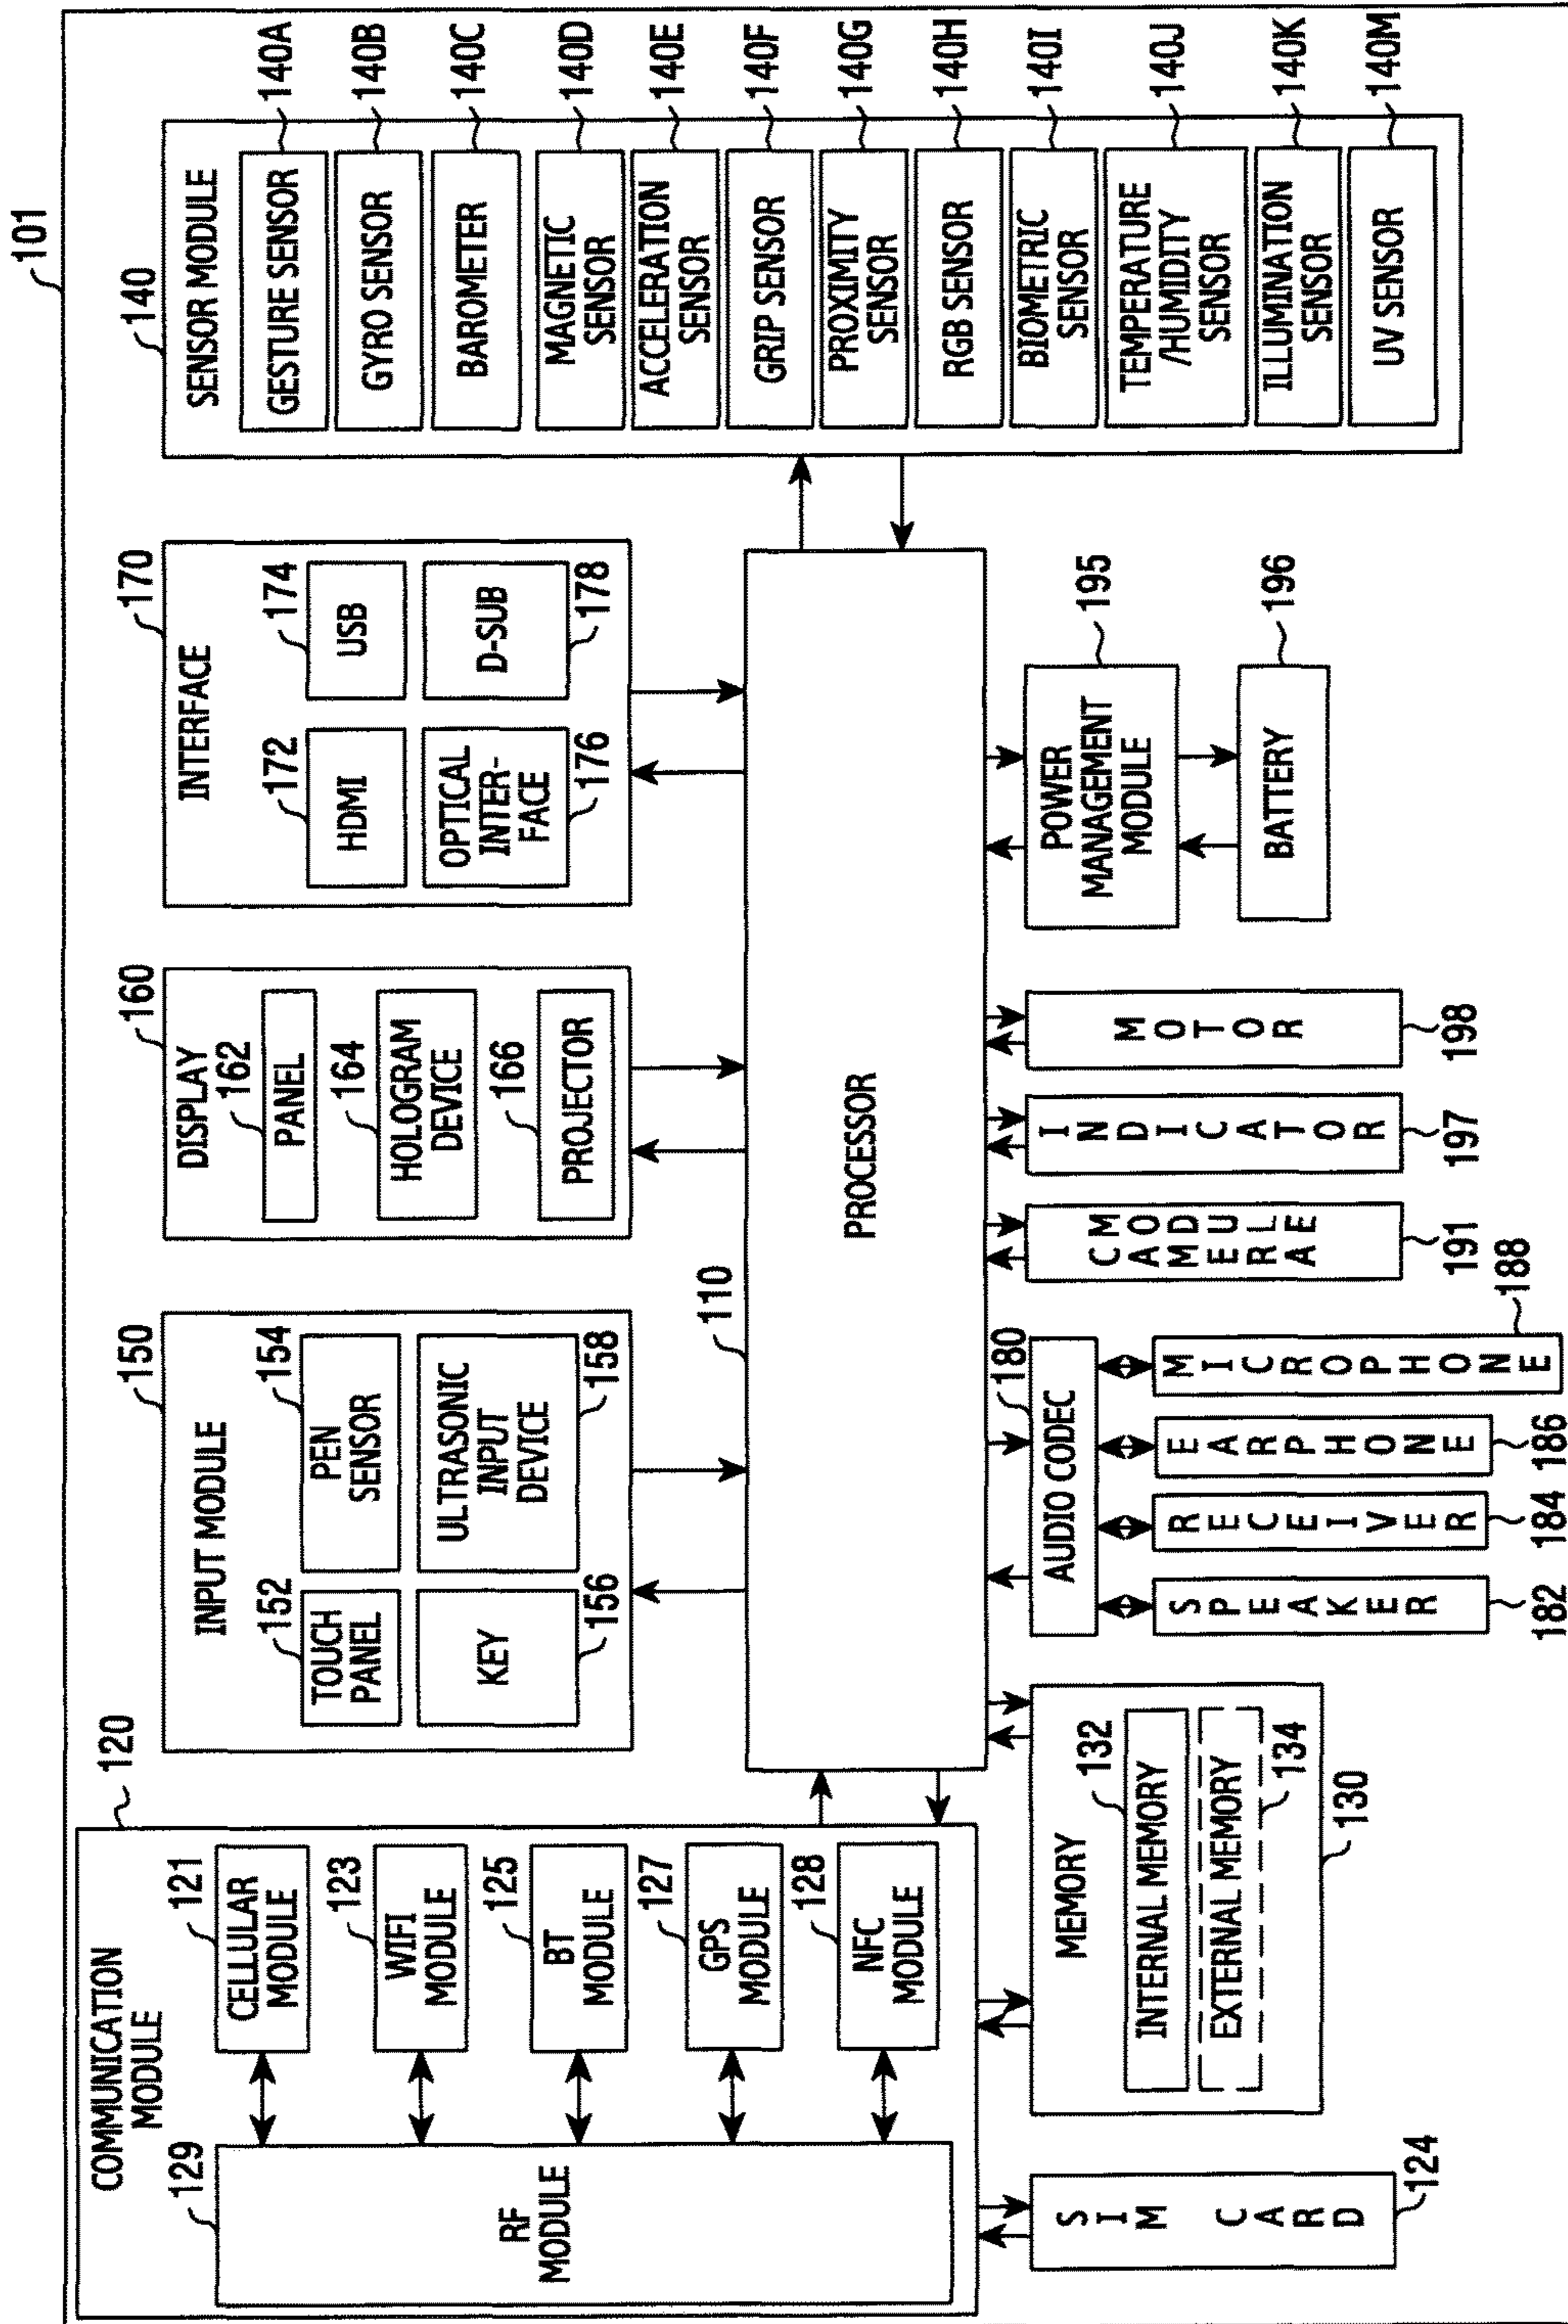 101
COMMUNICATION
MODULE
120
129
RF
MODULE
121
CELLULAR
MODULE
123
WIFI
MODULE
125
BT
MODULE
127
GPS
MODULE
128
NFC
MODULE
150
INPUT MODULE
152
TOUCH
PANEL
154
PEN
SENSOR
KEY
156
ULTRASONIC
INPUT
DEVICE
158
160
DISPLAY
162
PANEL
164
HOLOGRAM
DEVICE
166
PROJECTOR
170
INTERFACE
172
HDMI
174
USB
OPTICAL
INTER-
FACE
176
D-SUB
178
140
SENSOR MODULE
GESTURE SENSOR
140A
GYRO SENSOR
140B
BAROMETER
140C
MAGNETIC
SENSOR
140D
ACCELERATION
SENSOR
140E
GRIP SENSOR
140F
PROXIMITY
SENSOR
140G
RGB SENSOR
140H
BIOMETRIC
SENSOR
140I
TEMPERATURE
/HUMIDITY
SENSOR
140J
ILLUMINATION
SENSOR
140K
UV SENSOR
140M
110
PROCESSOR
SIM CARD
124
MEMORY
132
INTERNAL MEMORY
EXTERNAL MEMORY
134
130
180
AUDIO CODEC
SPEAKER
182
RECEIVER
184
EARPHONE
186
MICROPHONE
188
CAMERA
MODULE
191
INDICATOR
197
MOTOR
198
POWER
MANAGEMENT
MODULE
195
BATTERY
196